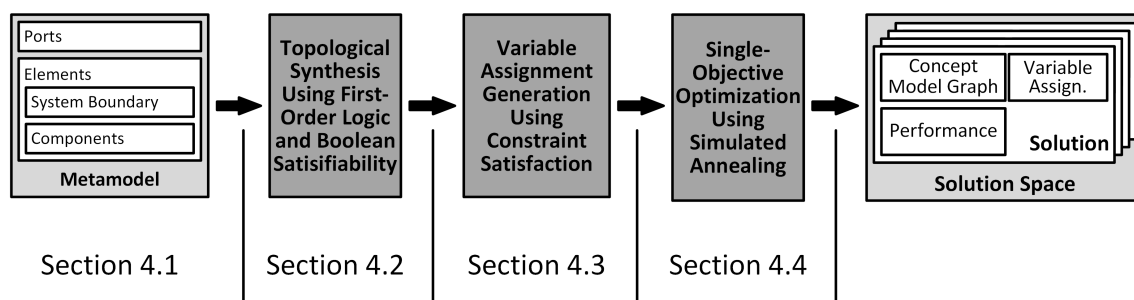 Ports
Elements
System Boundary
Components
Metamodel
Topological
Synthesis
Using First-
Order Logic
and Boolean
Satisifiability
Variable
Assignment
Generation
Using
Constraint
Satisfaction
Single-
Objective
Optimization
Using
Simulated
Annealing
Concept
Model Graph
Variable
Assign.
Performance
Solution
Solution Space
Section 4.1
Section 4.2
Section 4.3
Section 4.4